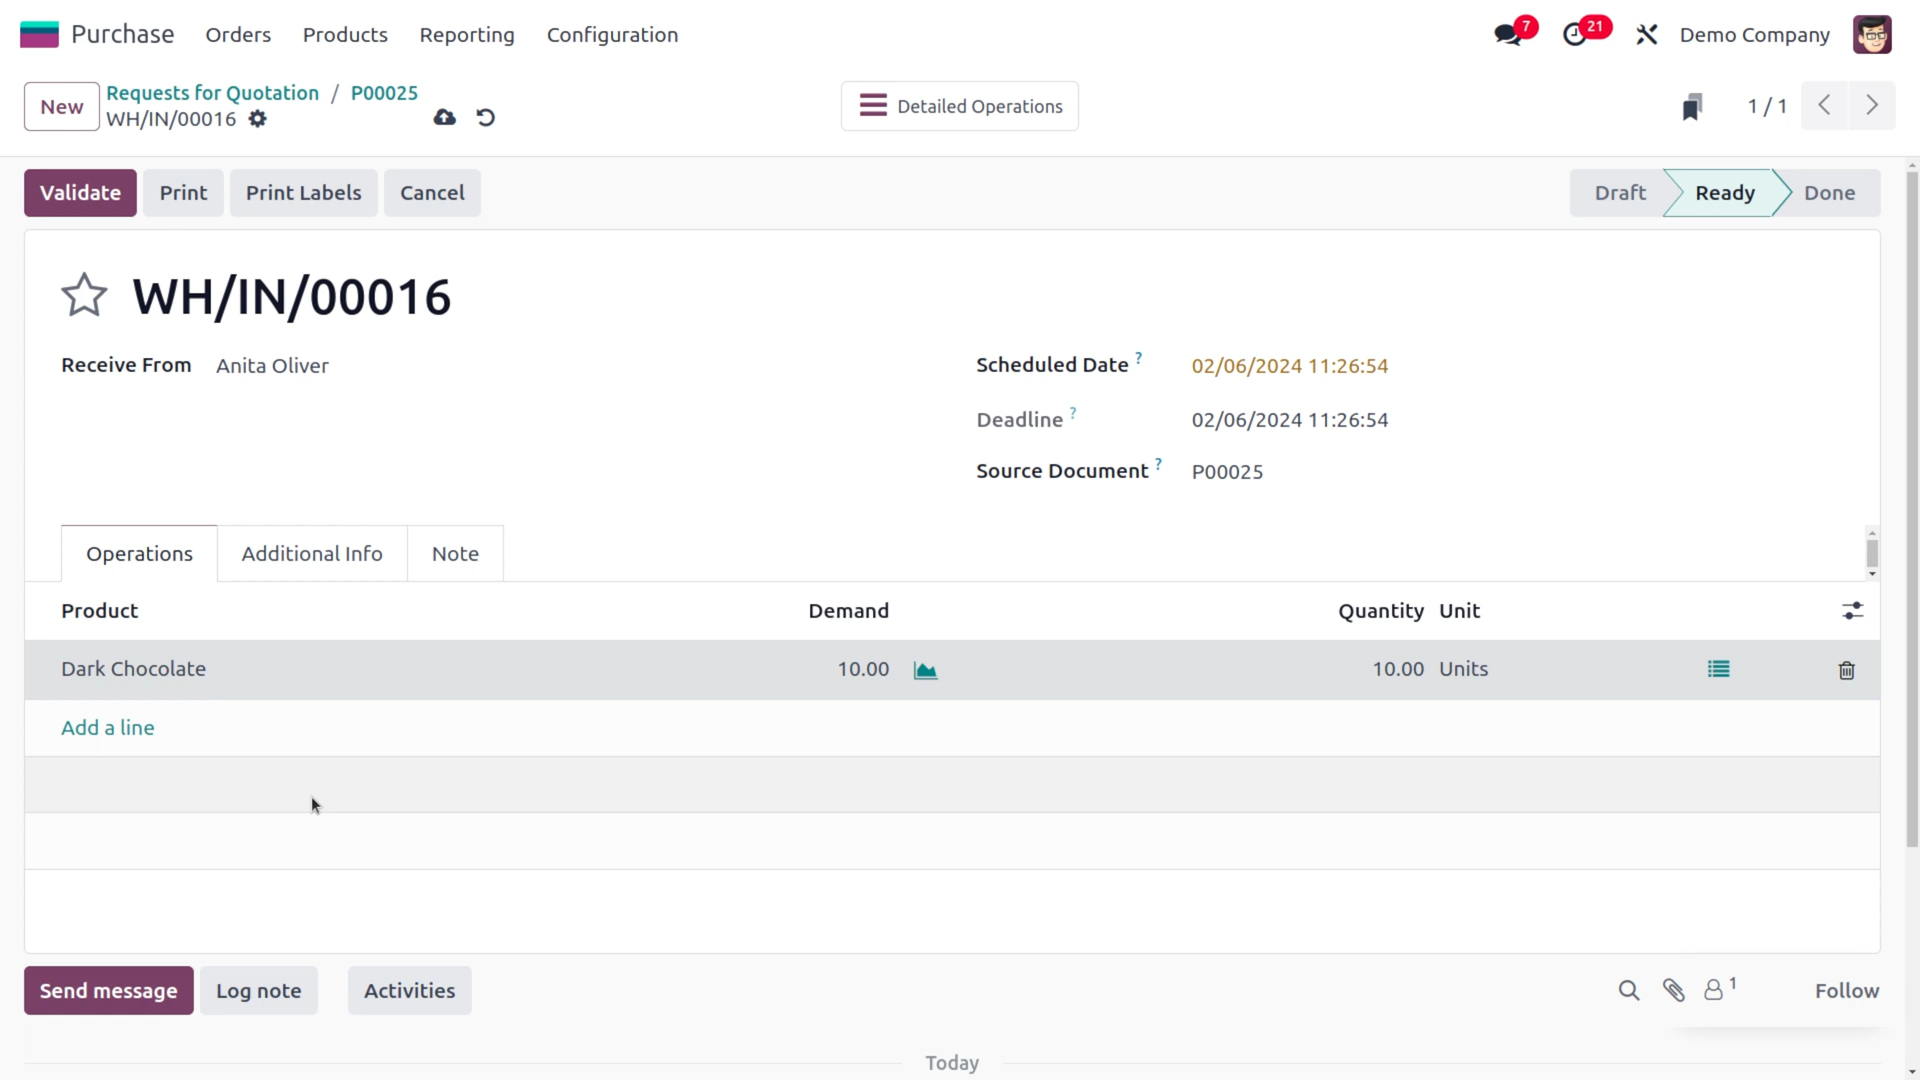 Purchase Orders Products Reporting Configuration 7 21 Demo Company
New Requests for Quotation / P00025
WH/IN/00016
Detailed Operations
1 / 1
Validate Print Print Labels Cancel Draft Ready Done
WH/IN/00016
Receive From Anita Oliver
Scheduled Date ? 02/06/2024 11:26:54
Deadline ? 02/06/2024 11:26:54
Source Document ? P00025
Operations Additional Info Note
Product Demand Quantity Unit
Dark Chocolate 10.00 10.00 Units
Add a line
Send message Log note Activities 1 Follow
Today